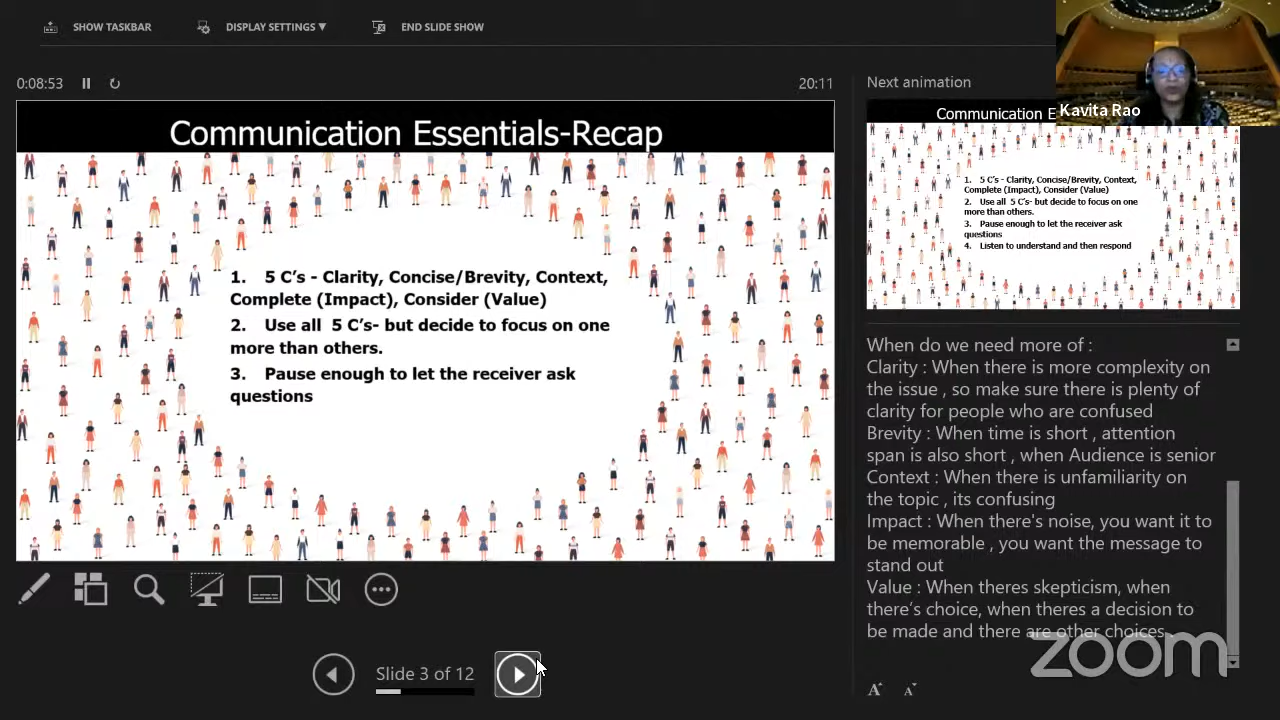 SHOW TASKBAR
DISPLAY SETTINGS ▼
END SLIDE SHOW
0:08:53
20:11
Communication Essentials-Recap
1. 5 C's - Clarity, Concise/Brevity, Context,
Complete (Impact), Consider (Value)
2. Use all 5 C's- but decide to focus on one
more than others.
3. Pause enough to let the receiver ask
questions
Slide 3 of 12
Next animation
Kavita Rao
Communication E
1. 5 C's - Clarity, Concise/Brevity, Context,
Complete (Impact), Consider (Value)
2. Use all 5 C's- but decide to focus on one
more than others.
3. Pause enough to let the receiver ask
questions
4. Listen to understand and then respond
When do we need more of :
Clarity : When there is more complexity on
the issue , so make sure there is plenty of
clarity for people who are confused
Brevity : When time is short , attention
span is also short , when Audience is senior
Context : When there is unfamiliarity on
the topic , its confusing
Impact : When there's noise, you want it to
be memorable , you want the message to
stand out
Value : When theres skepticism, when
there's choice, when theres a decision to
be made and there are other choices .
zoom
A A